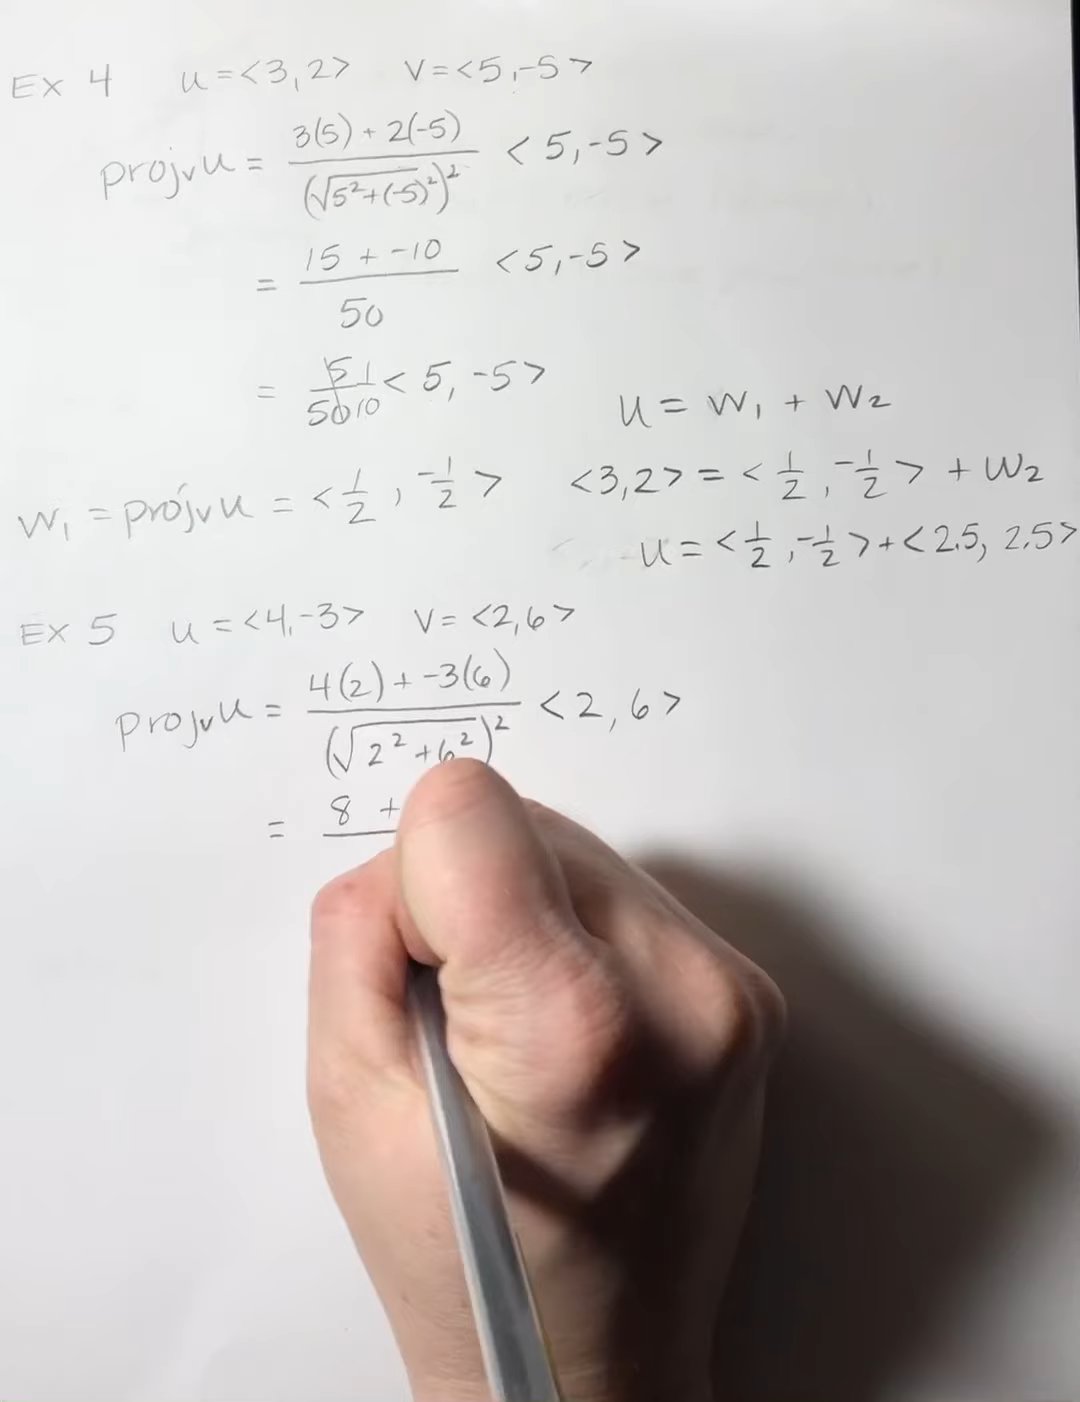 Ex 4 u = <3, 2> v = <5, -5>
projvu = 3(5) + 2(-5) / (√5² + (-5)²)² <5, -5>
= 15 + -10 / 50 <5, -5>
= 5 1 / 50 10 <5, -5>
w₁ = projvu = <1/2, -1/2>
u = w₁ + w₂
<3, 2> = <1/2, -1/2> + w₂
u = <1/2, -1/2> + <2.5, 2.5>
Ex 5 u = <4, -3> v = <2, 6>
projvu = 4(2) + -3(6) / (√2² + 6²)² <2, 6>
= 8 +